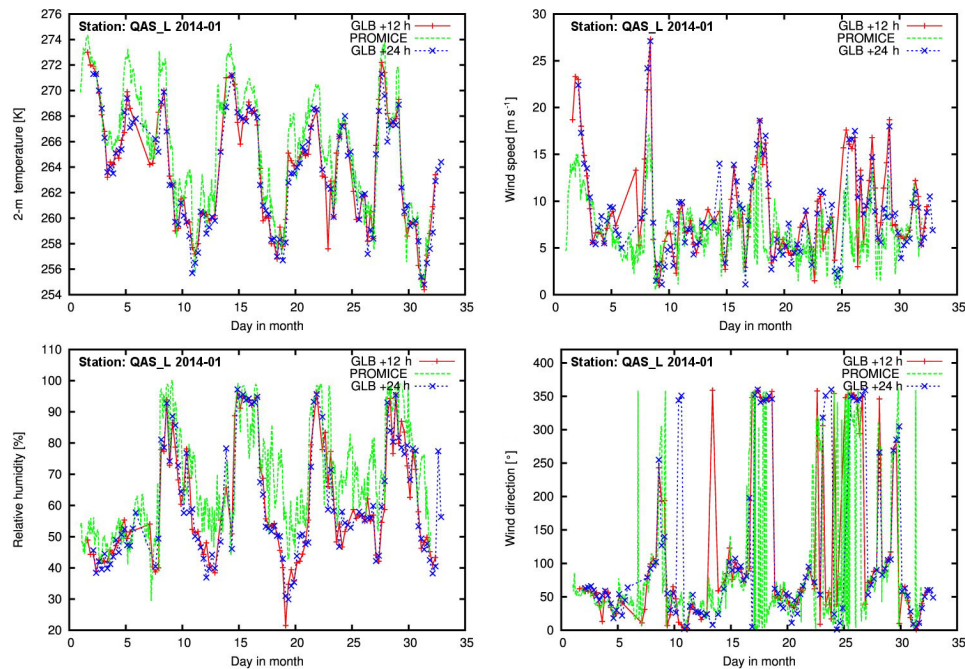 Station: QAS_L 2014-01
GLB +12 h
PROMICE
GLB +24 h
2-m temperature [K]
276
274
272
270
268
266
264
262
260
258
256
254
0 5 10 15 20 25 30 35
Day in month
Station: QAS_L 2014-01
GLB +12 h
PROMICE
GLB +24 h
Wind speed [m s⁻¹]
30
25
20
15
10
5
0
0 5 10 15 20 25 30 35
Day in month
Station: QAS_L 2014-01
GLB +12 h
PROMICE
GLB +24 h
Relative humidity [%]
110
100
90
80
70
60
50
40
30
20
0 5 10 15 20 25 30 35
Day in month
Station: QAS_L 2014-01
GLB +12 h
PROMICE
GLB +24 h
Wind direction [°]
400
350
300
250
200
150
100
50
0
0 5 10 15 20 25 30 35
Day in month